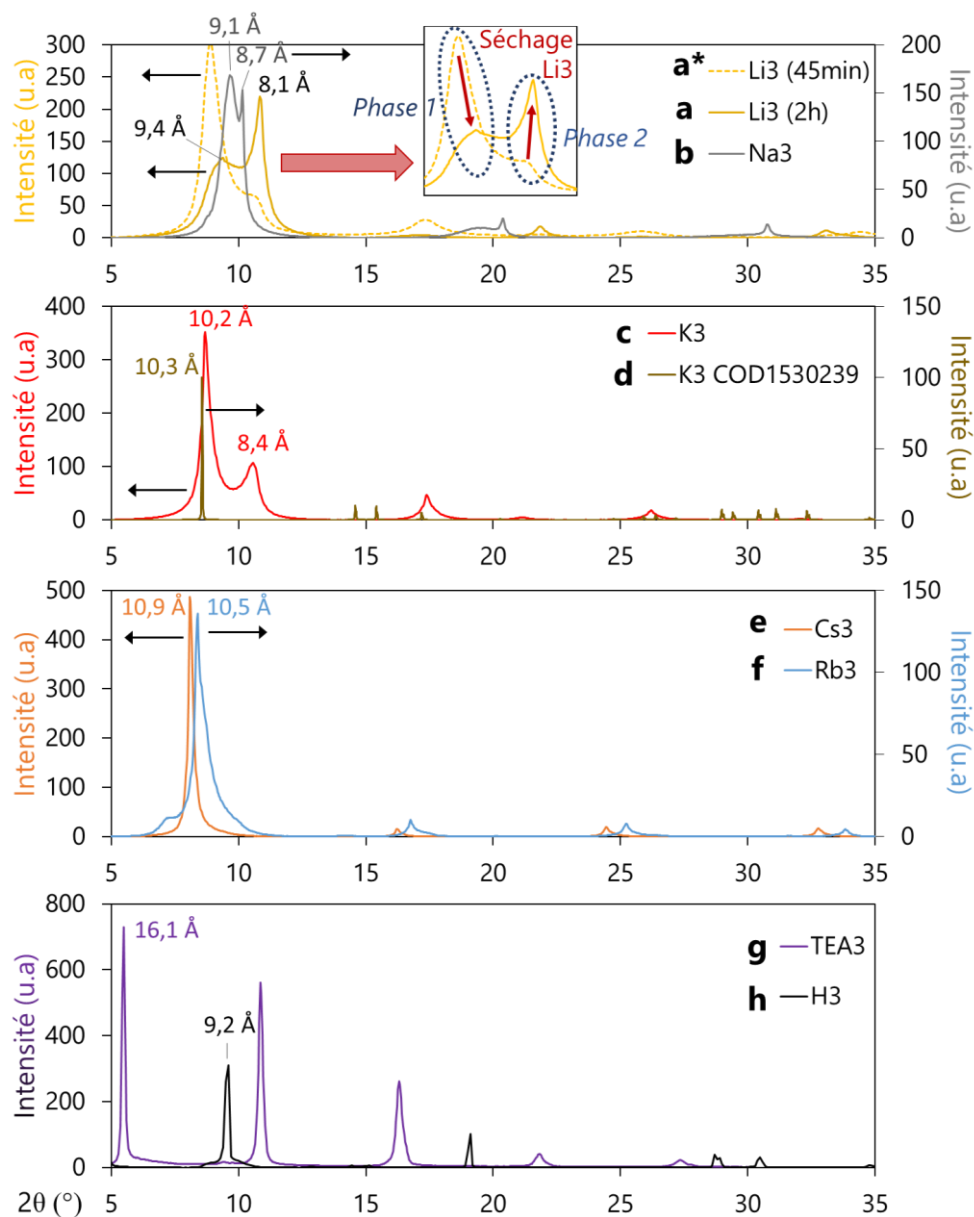 9,1 Å
8,7 Å
8,1 Å
9,4 Å
Séchage
Li3
Phase 1
Phase 2
a* Li3 (45min)
a Li3 (2h)
b Na3
300
250
200
150
100
50
0
Intensité (u.a)
200
150
100
50
0
Intensité (u.a)
5 10 15 20 25 30 35
10,2 Å
10,3 Å
8,4 Å
c K3
d K3 COD1530239
400
300
200
100
0
Intensité (u.a)
150
100
50
0
Intensité (u.a)
5 10 15 20 25 30 35
10,9 Å 10,5 Å
e Cs3
f Rb3
500
400
300
200
100
0
Intensité (u.a)
150
100
50
0
Intensité (u.a)
5 10 15 20 25 30 35
16,1 Å
9,2 Å
g TEA3
h H3
800
600
400
200
0
Intensité (u.a)
5 10 15 20 25 30 35
2θ (°)